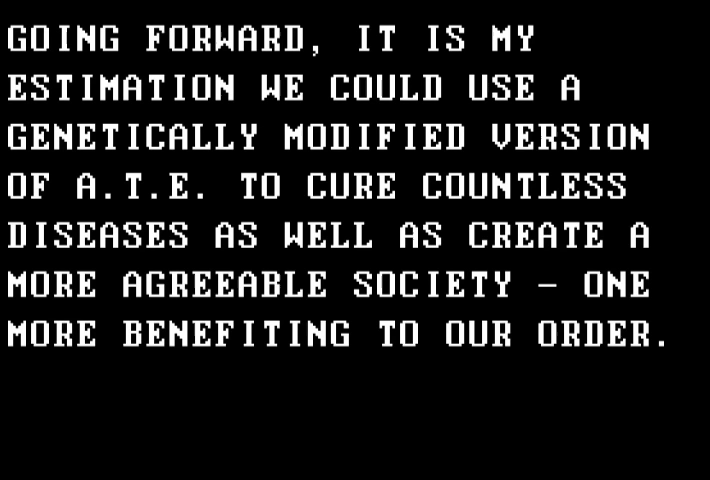 GOING FORWARD, IT IS MY
ESTIMATION WE COULD USE A
GENETICALLY MODIFIED VERSION
OF A.T.E. TO CURE COUNTLESS
DISEASES AS WELL AS CREATE A
MORE AGREEABLE SOCIETY – ONE
MORE BENEFITING TO OUR ORDER.